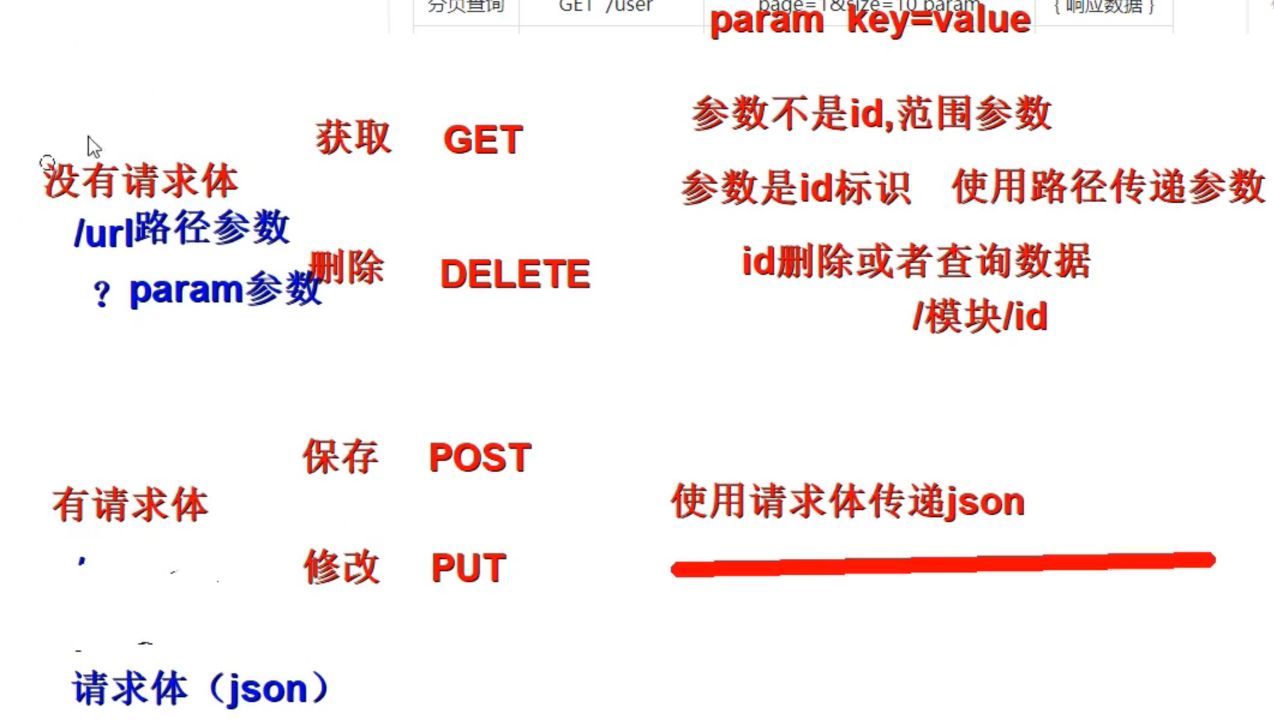 分页查询 GET /user page=1&size=10 param { 响应数据 }
param key=value
参数不是id,范围参数
获取 GET
没有请求体
参数是id标识 使用路径传递参数
/url路径参数
删除 DELETE
id删除或者查询数据
? param参数
/模块/id
保存 POST
有请求体
使用请求体传递json
修改 PUT
请求体（json）